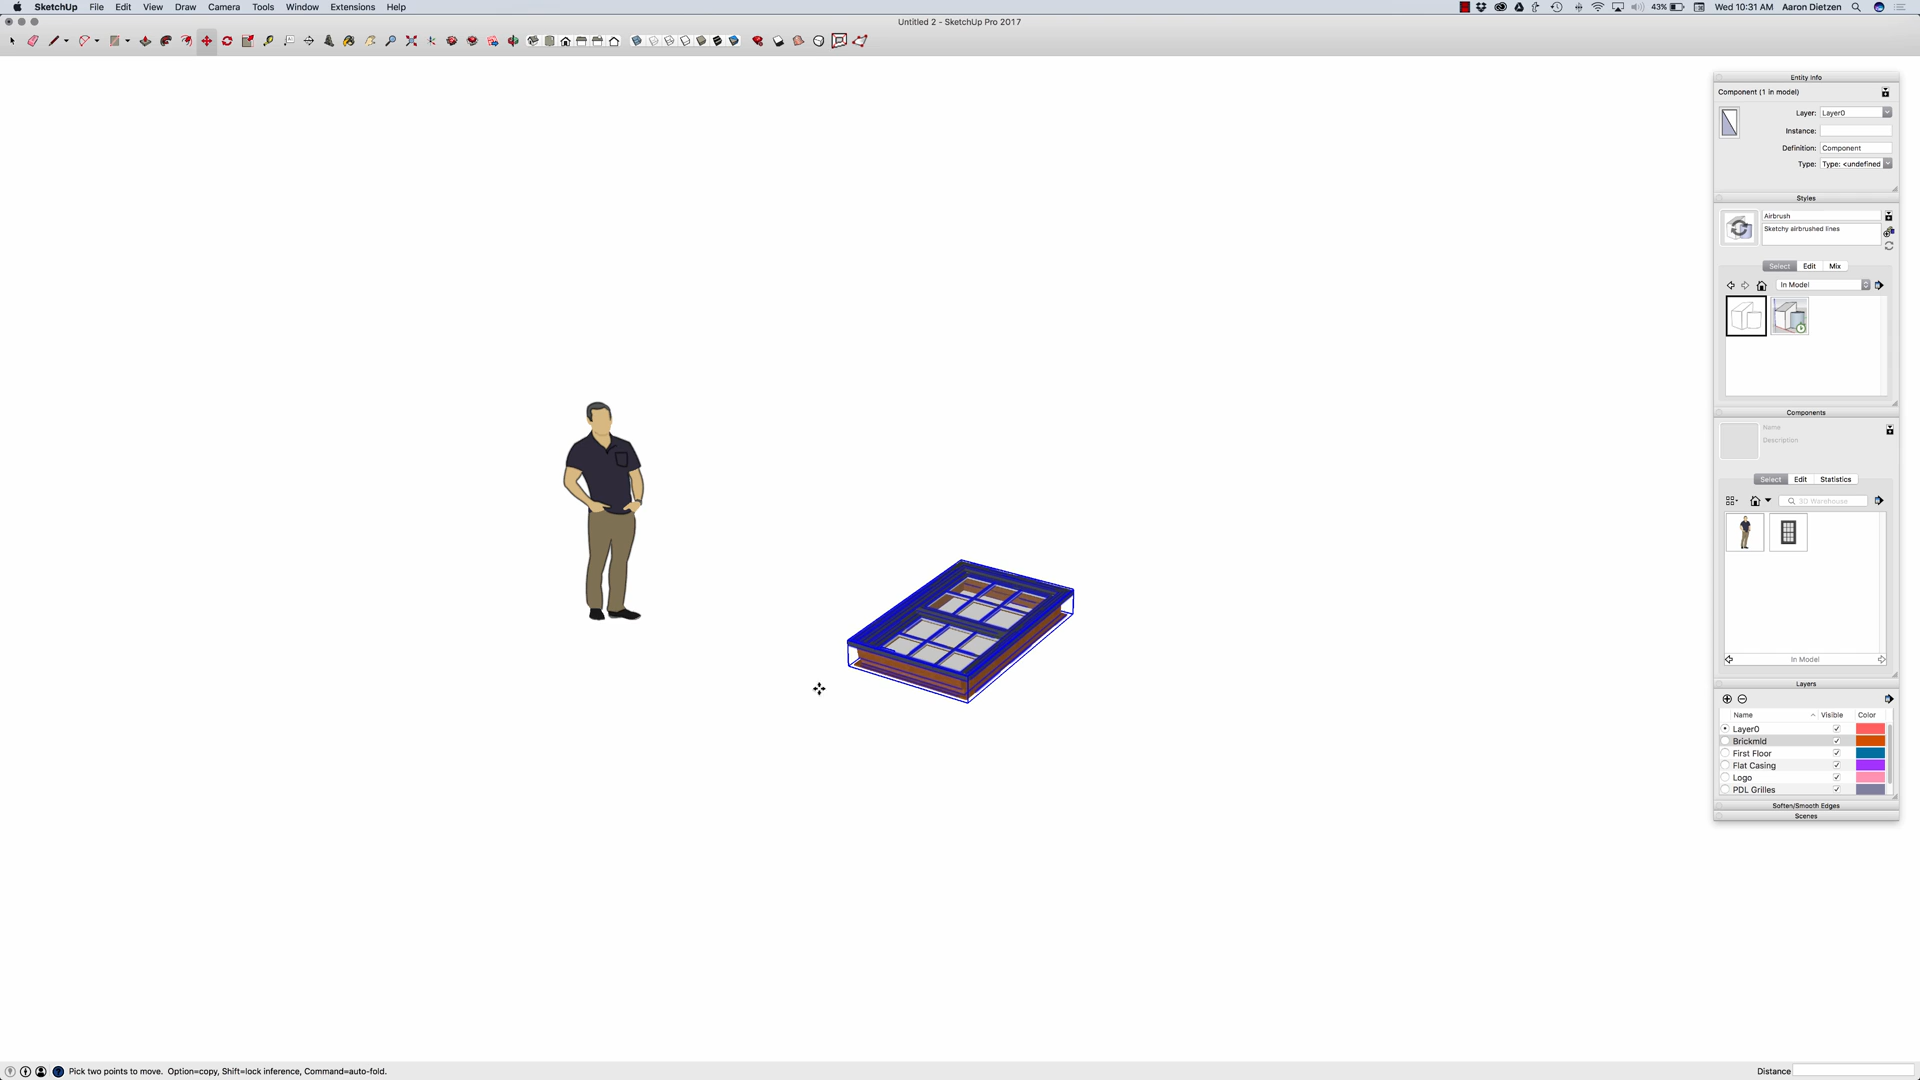 SketchUp File Edit View Draw Camera Tools Window Extensions Help
43% Wed 10:31 AM Aaron Dietzen
Untitled 2 - SketchUp Pro 2017
Entity Info
Component (1 in model)
Layer: Layer0
Instance:
Definition: Component
Type: Type: <undefined
Styles
Airbrush
Sketchy airbrushed lines
Select Edit Mix
In Model
Components
Name
Description
Select Edit Statistics
3D Warehouse
In Model
Layers
Name Visible Color
Layer0
Brickmld
First Floor
Flat Casing
Logo
PDL Grilles
Soften/Smooth Edges
Scenes
Pick two points to move. Option=copy, Shift=lock inference, Command=auto-fold.
Distance